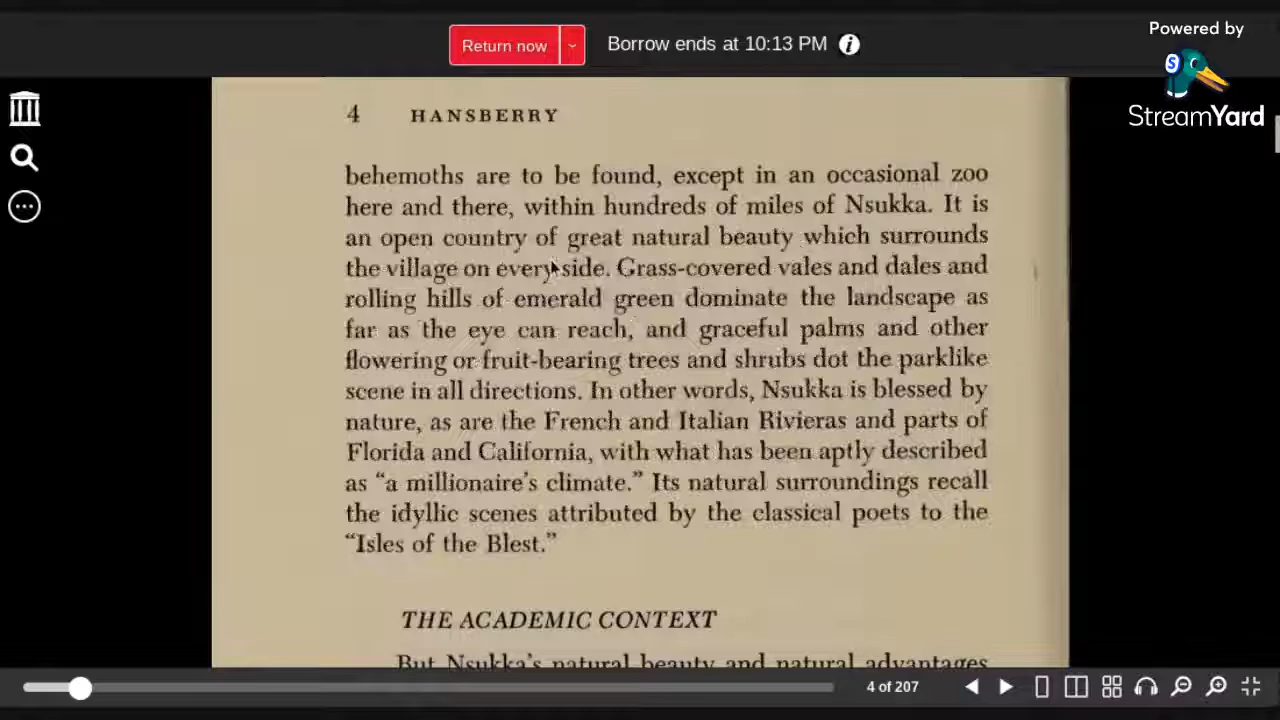 Return now
Borrow ends at 10:13 PM
Powered by
StreamYard
4 HANSBERRY
behemoths are to be found, except in an occasional zoo
here and there, within hundreds of miles of Nsukka. It is
an open country of great natural beauty which surrounds
the village on every side. Grass-covered vales and dales and
rolling hills of emerald green dominate the landscape as
far as the eye can reach, and graceful palms and other
flowering or fruit-bearing trees and shrubs dot the parklike
scene in all directions. In other words, Nsukka is blessed by
nature, as are the French and Italian Rivieras and parts of
Florida and California, with what has been aptly described
as “a millionaire’s climate.” Its natural surroundings recall
the idyllic scenes attributed by the classical poets to the
“Isles of the Blest.”
THE ACADEMIC CONTEXT
But Nsukka’s natural beauty and natural advantages
4 of 207